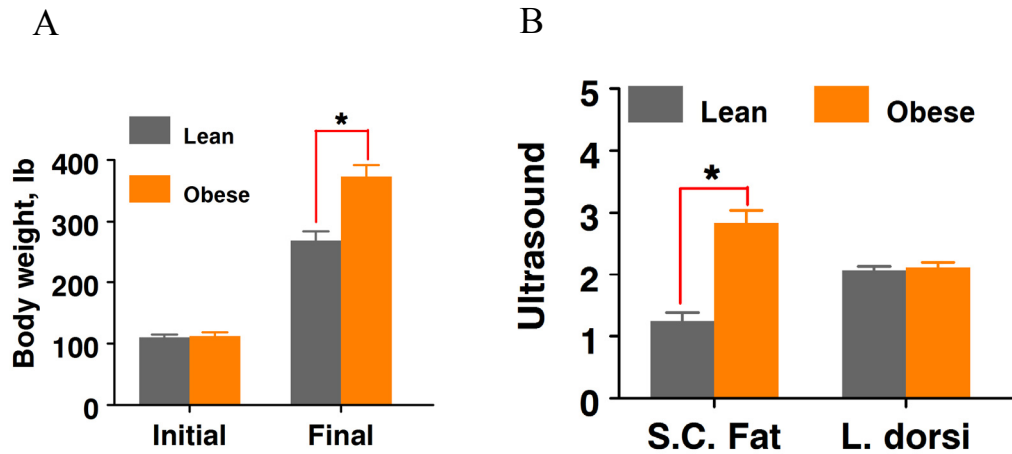 A
Body weight, lb
Lean
Obese
*
400
300
200
100
0
Initial
Final
B
Ultrasound
Lean
Obese
*
5
4
3
2
1
0
S.C. Fat
L. dorsi